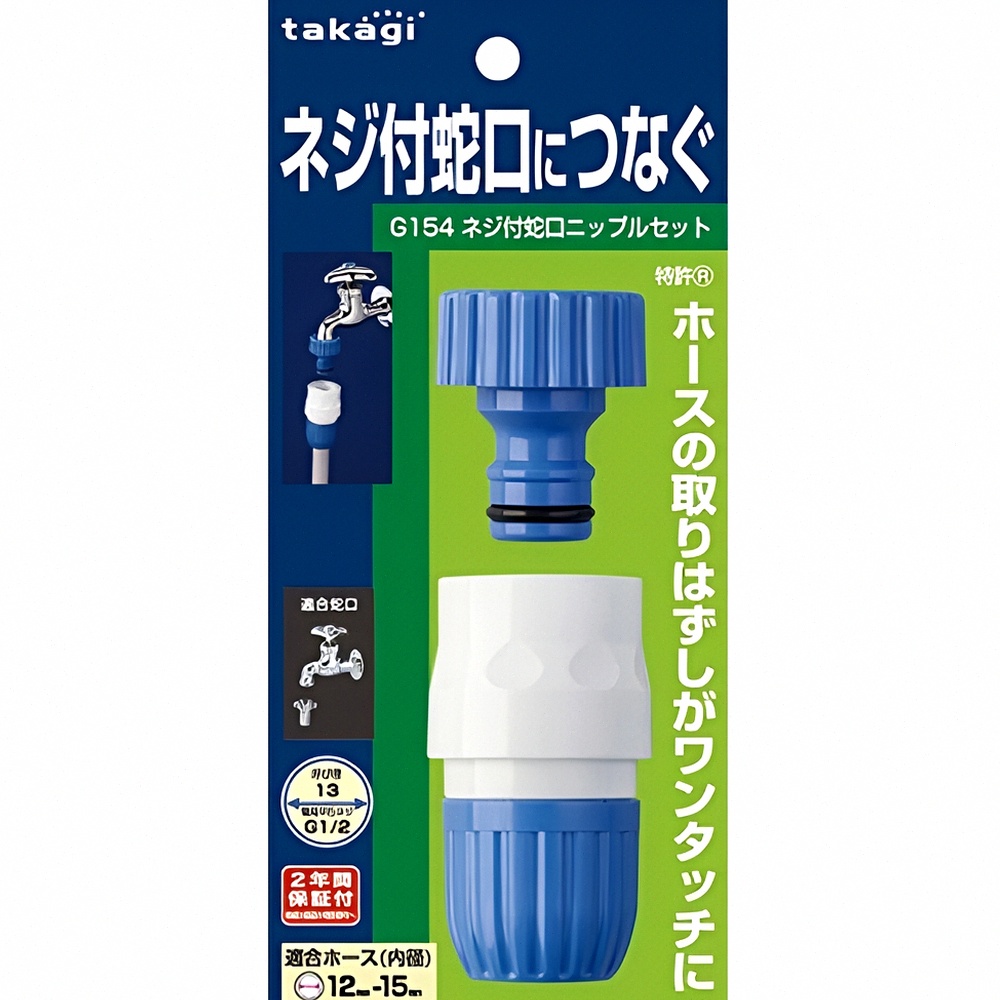 takagi
ネジ付蛇口につなぐ
G154 ネジ付蛇口ニップルセット
特許®
ホースの取りはずしがワンタッチに
適合蛇口
呼び径
13
G1/2
2年間
保証付
適合ホース(内径)
12mm-15mm